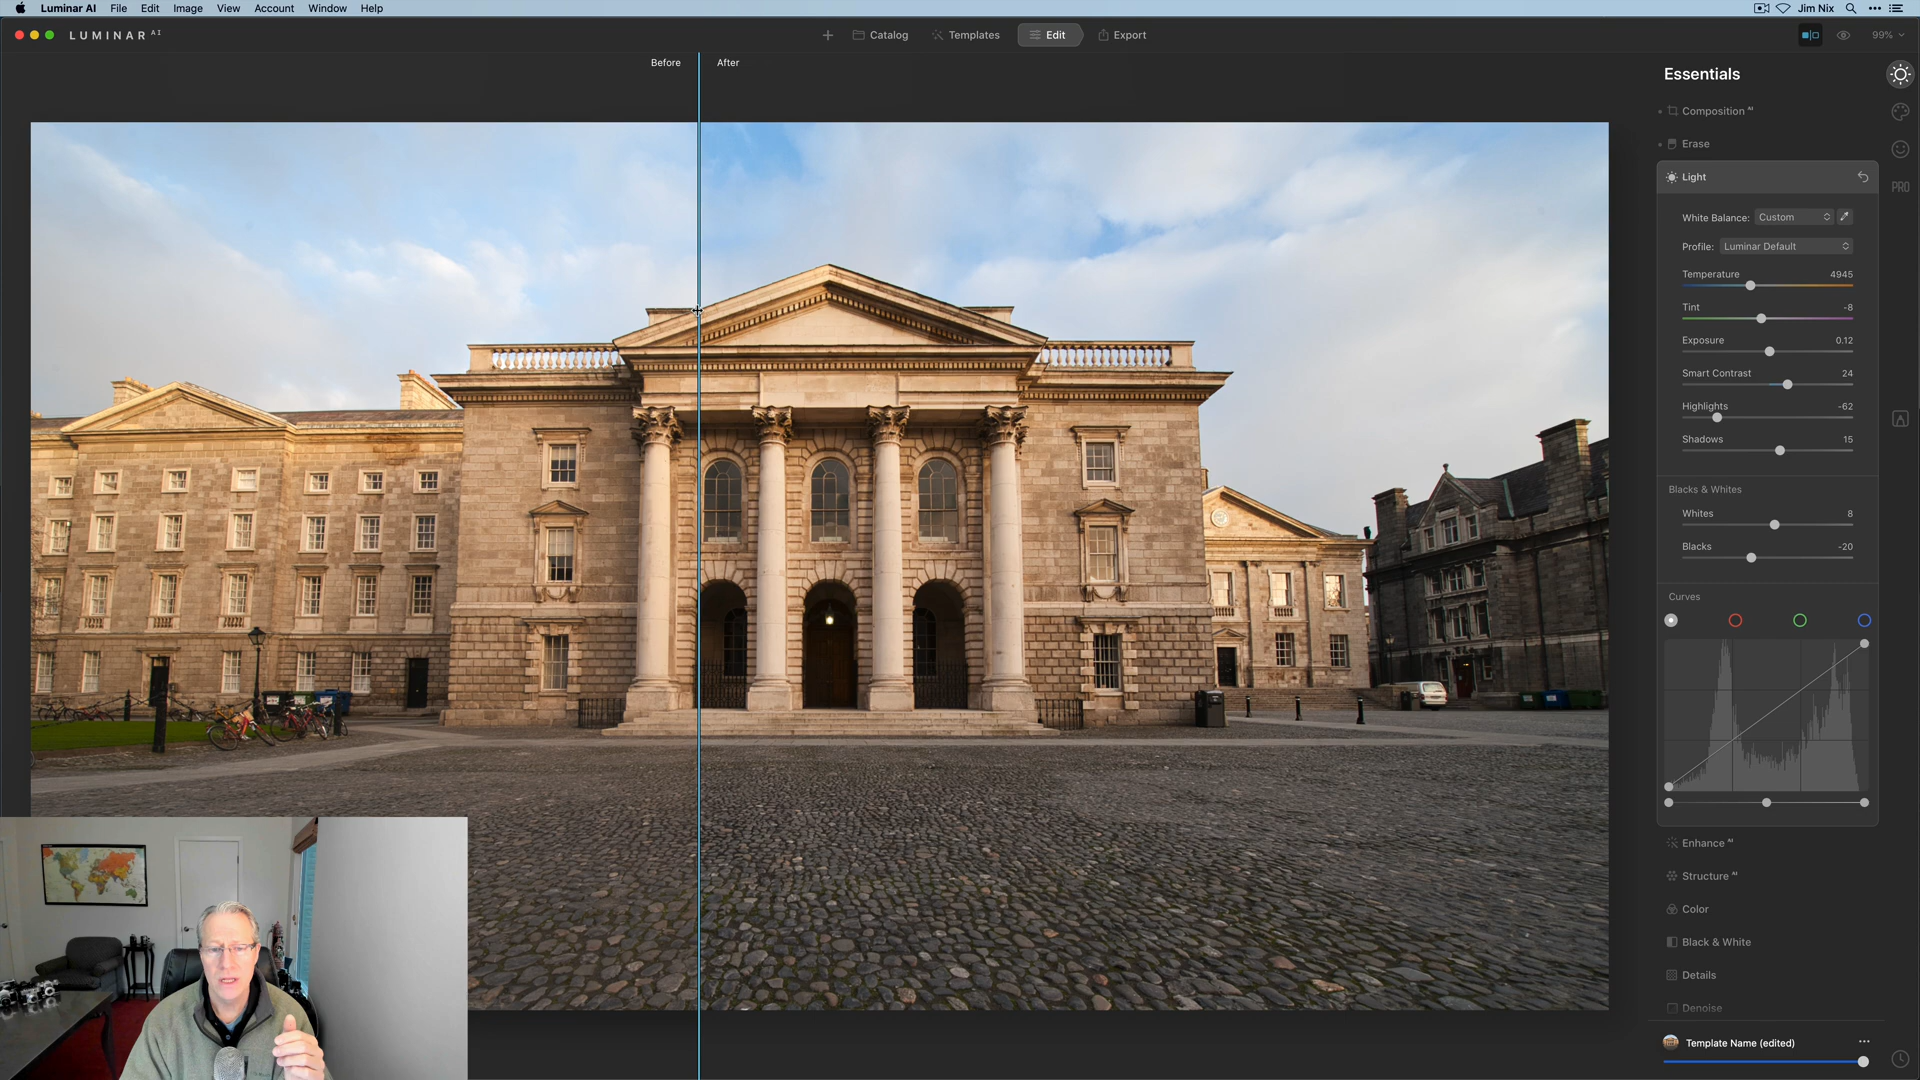 Luminar AI File Edit Image View Account Window Help Jim Nix
LUMINAR AI Catalog Templates Edit Export 99%
Before After
Essentials
Composition AI
Erase
PRO
Light
White Balance: Custom
Profile: Luminar Default
Temperature 4945
Tint -8
Exposure 0.12
Smart Contrast 24
Highlights -62
Shadows 15
Blacks & Whites
Whites 8
Blacks -20
Curves
Enhance AI
Structure AI
Color
Black & White
Details
Denoise
Template Name (edited)